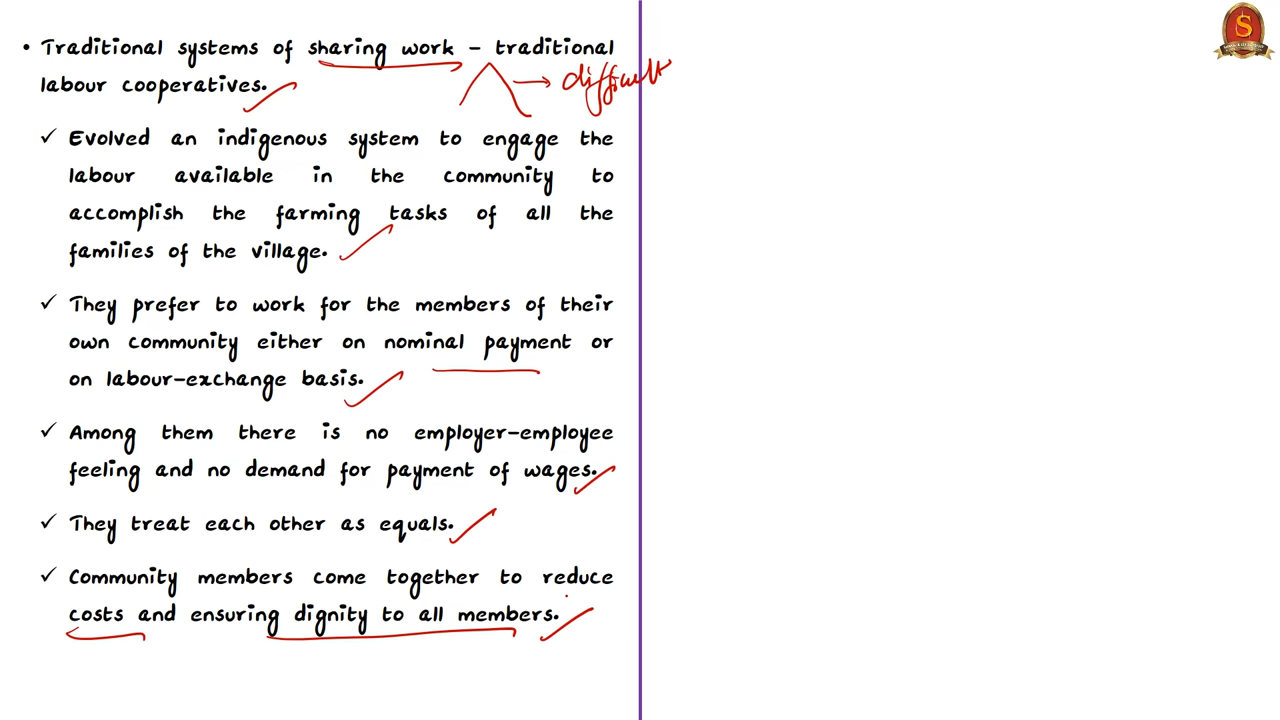 • Traditional systems of sharing work – traditional
labour cooperatives.
difficult
✓ Evolved an indigenous system to engage the
labour available in the community to
accomplish the farming tasks of all the
families of the village.
✓ They prefer to work for the members of their
own community either on nominal payment or
on labour-exchange basis.
✓ Among them there is no employer-employee
feeling and no demand for payment of wages.
✓ They treat each other as equals.
✓ Community members come together to reduce
costs and ensuring dignity to all members.
S